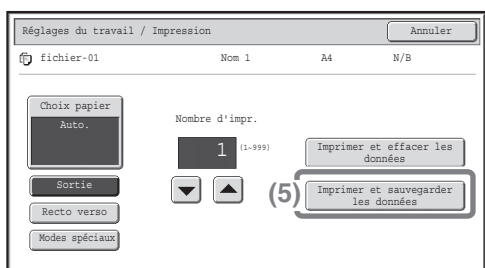 Réglages du travail / Impression
Annuler
fichier-01 Nom 1 A4 N/B
Choix papier
Auto.
Nombre d'impr.
1 (1~999)
Imprimer et effacer les
données
Sortie
(5)
Imprimer et sauvegarder
les données
Recto verso
Modes spéciaux